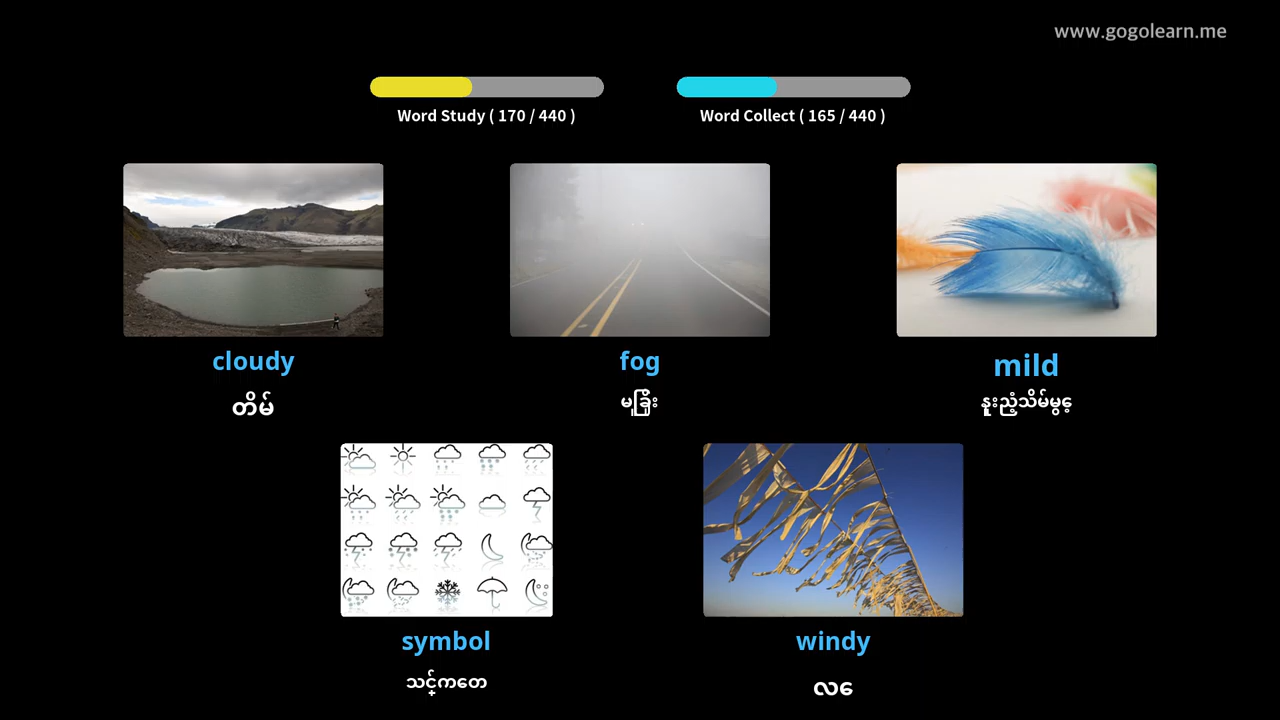 www.gogolearn.me
Word Study ( 170 / 440 )
Word Collect ( 165 / 440 )
cloudy
fog
mild
တိမ်
မြူခိုး
နူးညံ့သိမ်မွေ့
symbol
windy
သင်္ကေတ
လေ